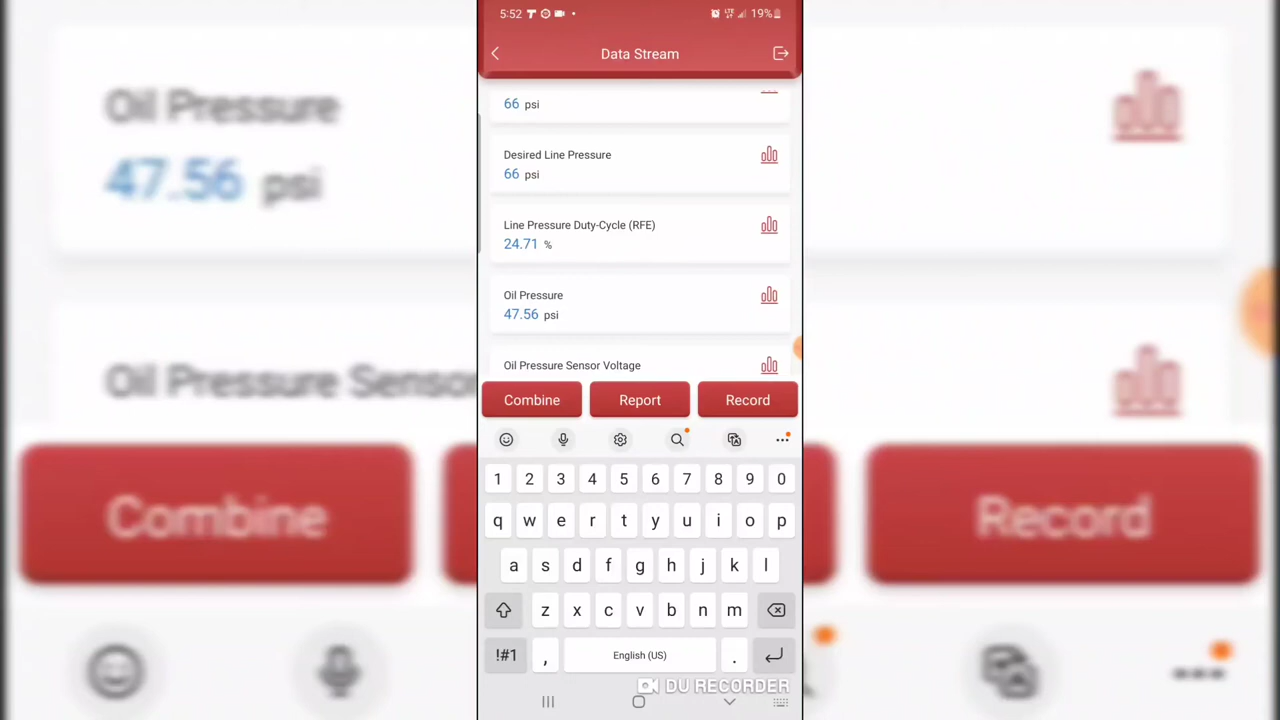 5:52
LTE
19%
Data Stream
66 psi
Desired Line Pressure
66 psi
Line Pressure Duty-Cycle (RFE)
24.71 %
Oil Pressure
47.56 psi
Oil Pressure Sensor Voltage
Combine
Report
Record
1 2 3 4 5 6 7 8 9 0
q w e r t y u i o p
a s d f g h j k l
z x c v b n m
!#1 , English (US) .
DU RECORDER
Oil Pressure
47.56 psi
Oil Pressure Sensor
Combine
Record